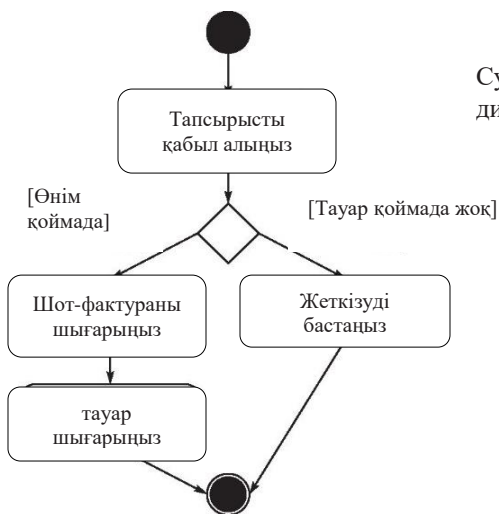 Тапсырысты
қабыл алыңыз
[Өнім
қоймада]
[Тауар қоймада жоқ]
Шот-фактураны
шығарыңыз
Жеткізуді
бастаңыз
тауар
шығарыңыз